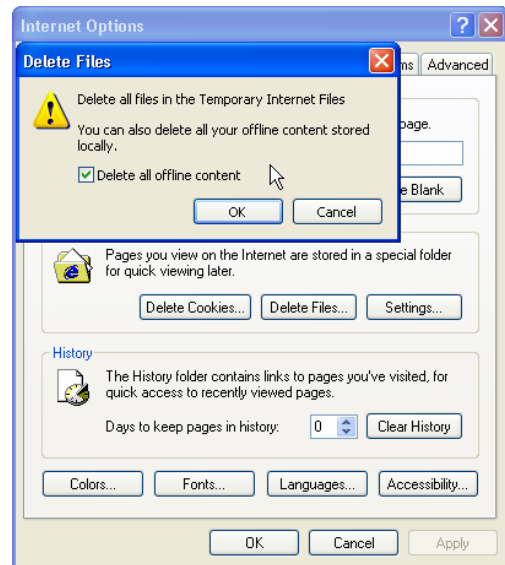 Internet Options
Delete Files
Delete all files in the Temporary Internet Files
You can also delete all your offline content stored
locally.
Delete all offline content
OK Cancel
Advanced
page.
Blank
Pages you view on the Internet are stored in a special folder
for quick viewing later.
Delete Cookies... Delete Files... Settings...
History
The History folder contains links to pages you've visited, for
quick access to recently viewed pages.
Days to keep pages in history: 0 Clear History
Colors... Fonts... Languages... Accessibility...
OK Cancel Apply